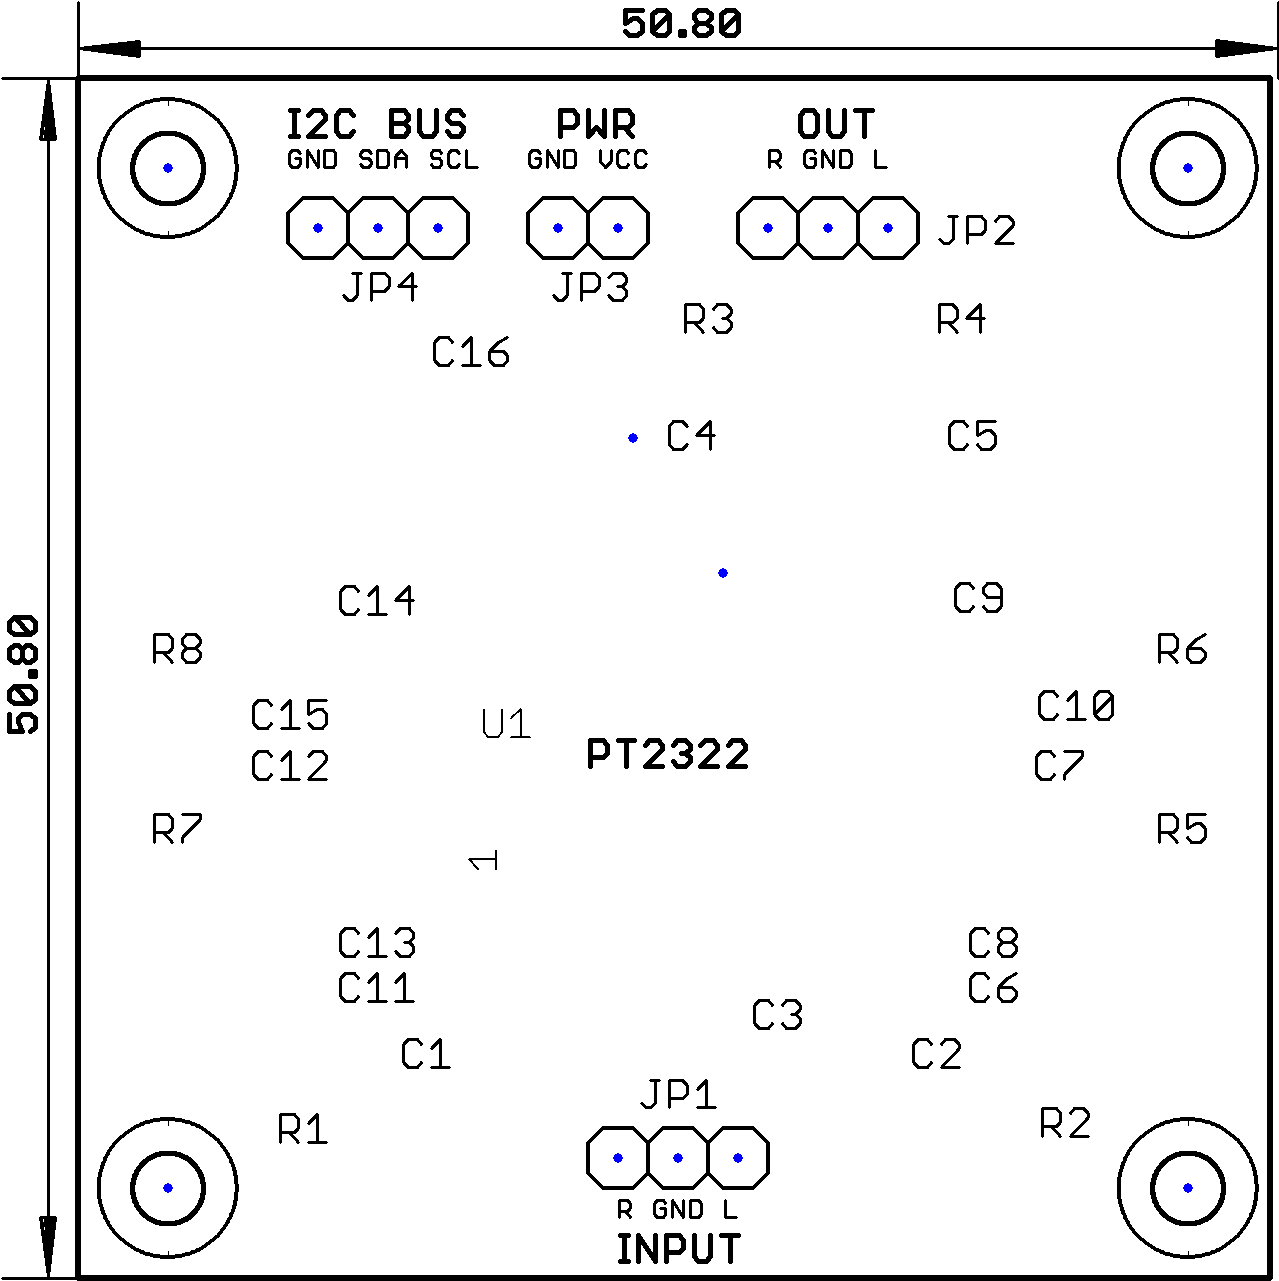 50.80
I2C BUS PWR OUT
GND SDA SCL GND VCC R GND L
JP2
JP4 JP3
R3 R4
C16
C4 C5
C14 C9
R8 R6
50.80
C15 U1 C10
C12 PT2322 C7
R7 R5
1
C13 C8
C11 C6
C3
C1 C2
JP1
R1 R2
R GND L
INPUT